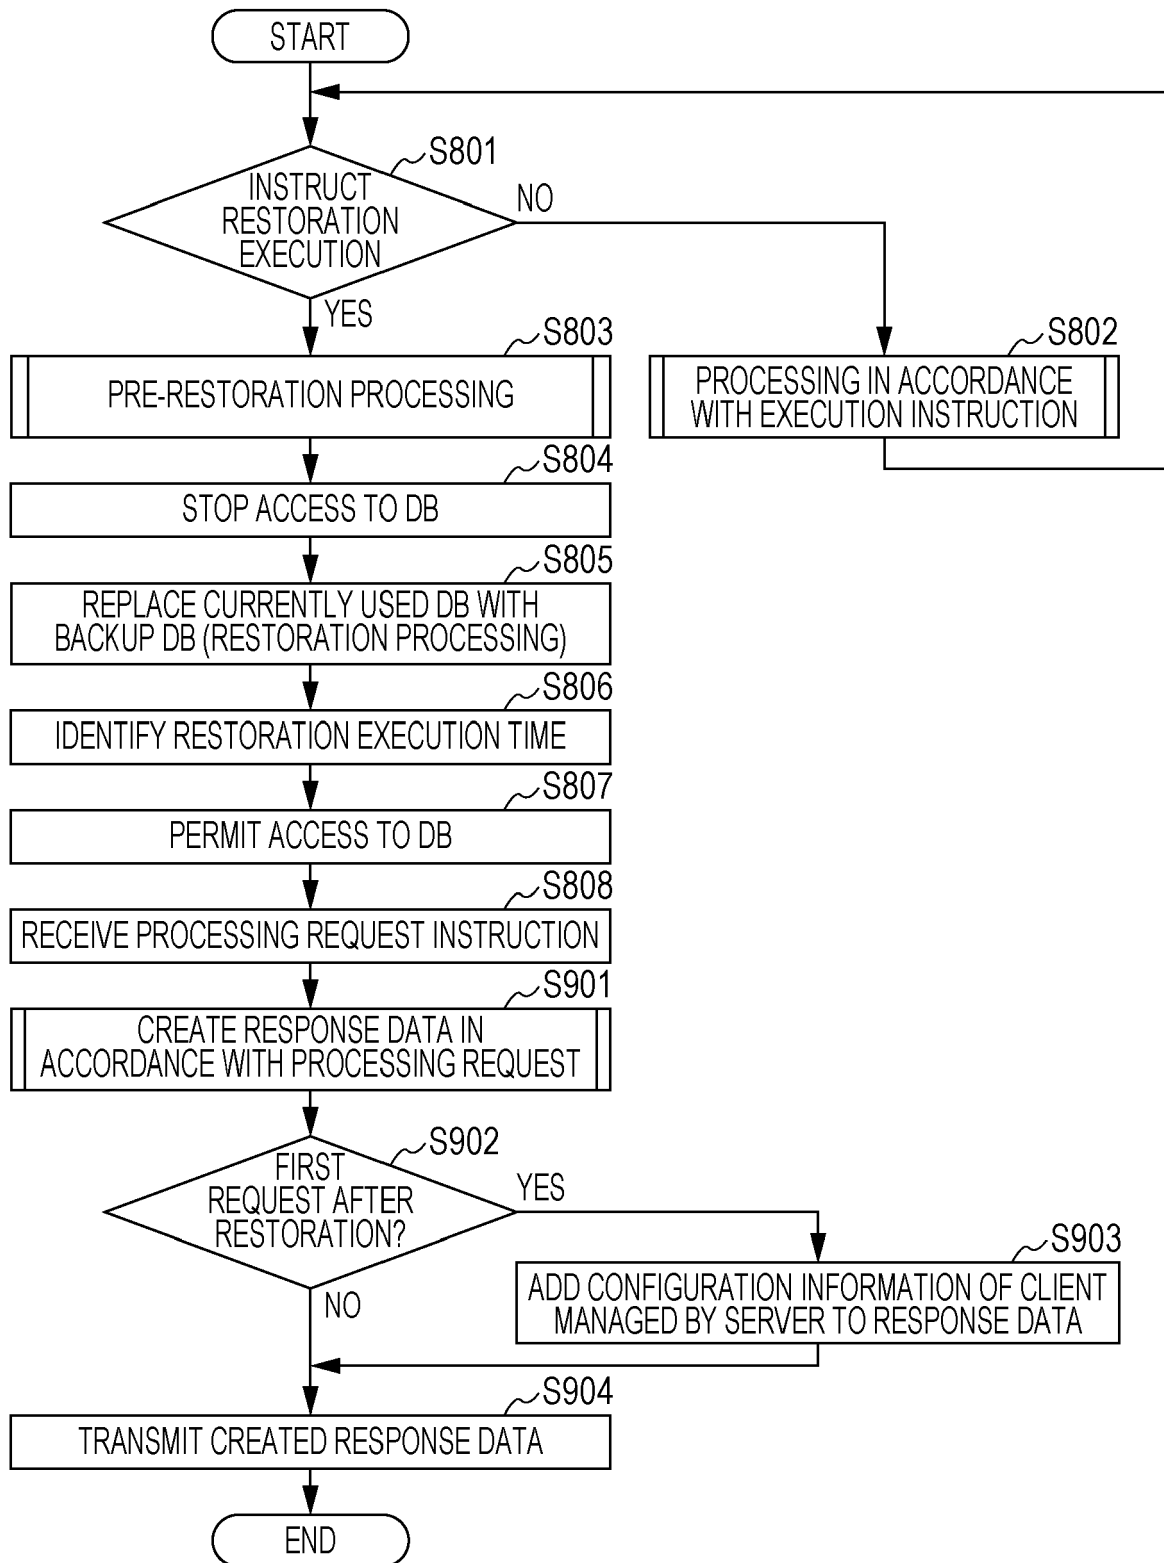 START
S801
INSTRUCT
RESTORATION
EXECUTION
NO
YES
S803
PRE-RESTORATION PROCESSING
S802
PROCESSING IN ACCORDANCE
WITH EXECUTION INSTRUCTION
S804
STOP ACCESS TO DB
S805
REPLACE CURRENTLY USED DB WITH
BACKUP DB (RESTORATION PROCESSING)
S806
IDENTIFY RESTORATION EXECUTION TIME
S807
PERMIT ACCESS TO DB
S808
RECEIVE PROCESSING REQUEST INSTRUCTION
S901
CREATE RESPONSE DATA IN
ACCORDANCE WITH PROCESSING REQUEST
S902
FIRST
REQUEST AFTER
RESTORATION?
YES
NO
S903
ADD CONFIGURATION INFORMATION OF CLIENT
MANAGED BY SERVER TO RESPONSE DATA
S904
TRANSMIT CREATED RESPONSE DATA
END